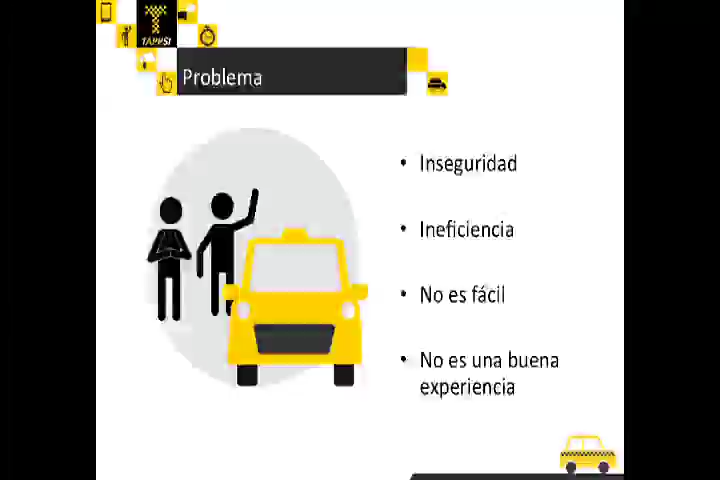 TAPPSI
Problema
• Inseguridad
• Ineficiencia
• No es fácil
• No es una buena
experiencia